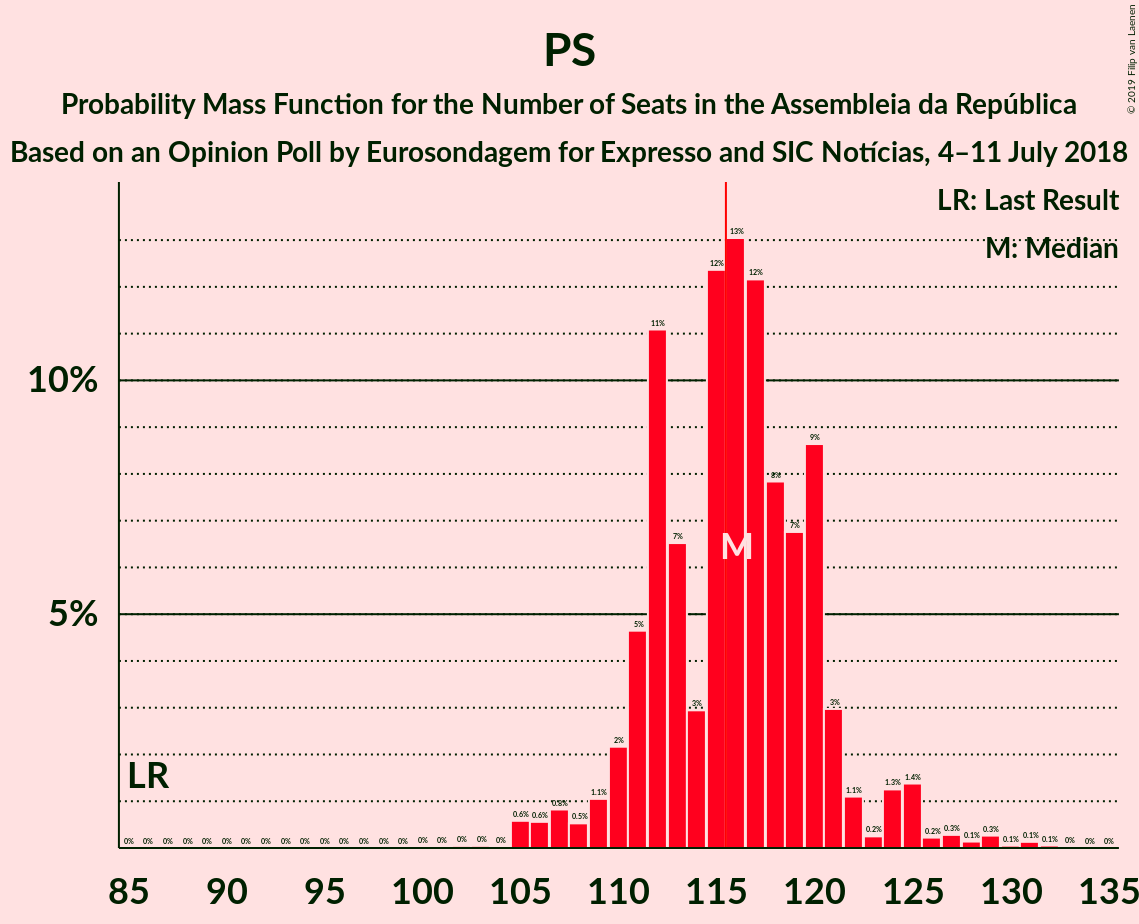 PS
Probability Mass Function for the Number of Seats in the Assembleia da República
Based on an Opinion Poll by Eurosondagem for Expresso and SIC Notícias, 4–11 July 2018
© 2019 Filip van Laenen
LR: Last Result
M: Median
10%
5%
LR
M
0% 0% 0% 0% 0% 0% 0% 0% 0% 0% 0% 0% 0% 0% 0% 0% 0% 0% 0% 0% 0.6% 0.6% 0.8% 0.5% 1.1% 2% 5% 11% 7% 3% 12% 13% 12% 8% 7% 9% 3% 1.1% 0.2% 1.3% 1.4% 0.2% 0.3% 0.1% 0.3% 0.1% 0.1% 0.1% 0% 0% 0%
85 90 95 100 105 110 115 120 125 130 135